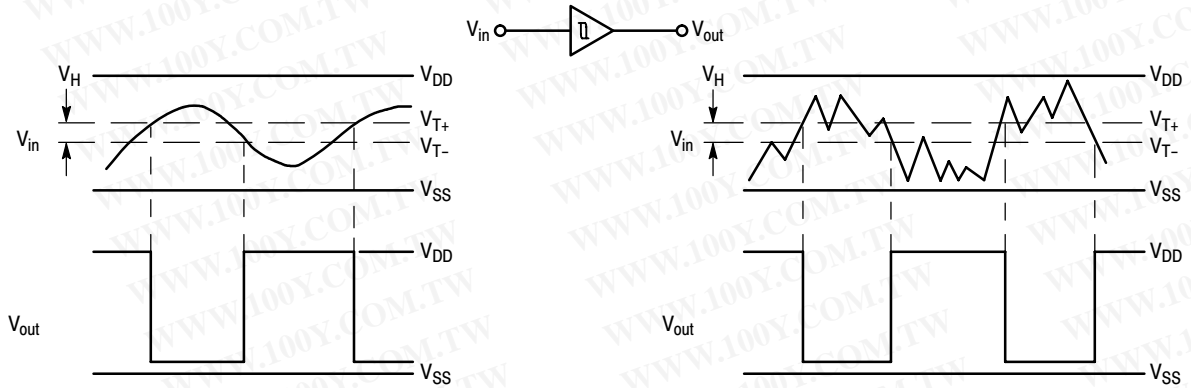 Vin Vout
VH VDD
VT+
Vin
VT−
VSS
VDD
Vout
VSS
VH VDD
VT+
Vin
VT−
VSS
VDD
Vout
VSS
WWW.100Y.COM.TW